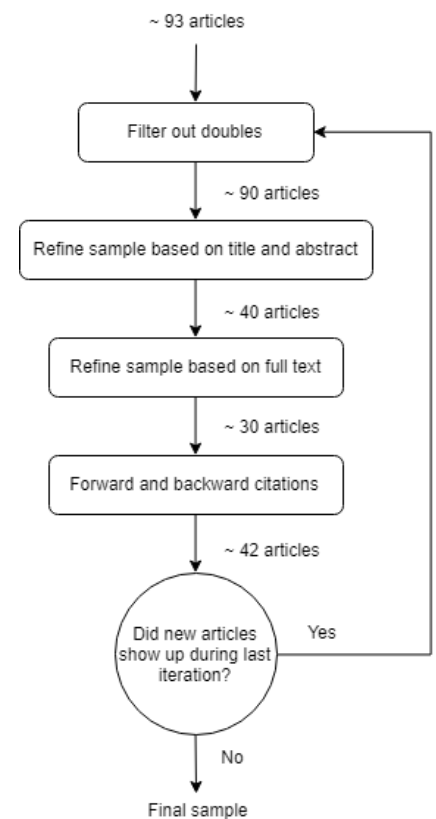 ~ 93 articles
Filter out doubles
~ 90 articles
Refine sample based on title and abstract
~ 40 articles
Refine sample based on full text
~ 30 articles
Forward and backward citations
~ 42 articles
Did new articles
show up during last
iteration?
Yes
No
Final sample